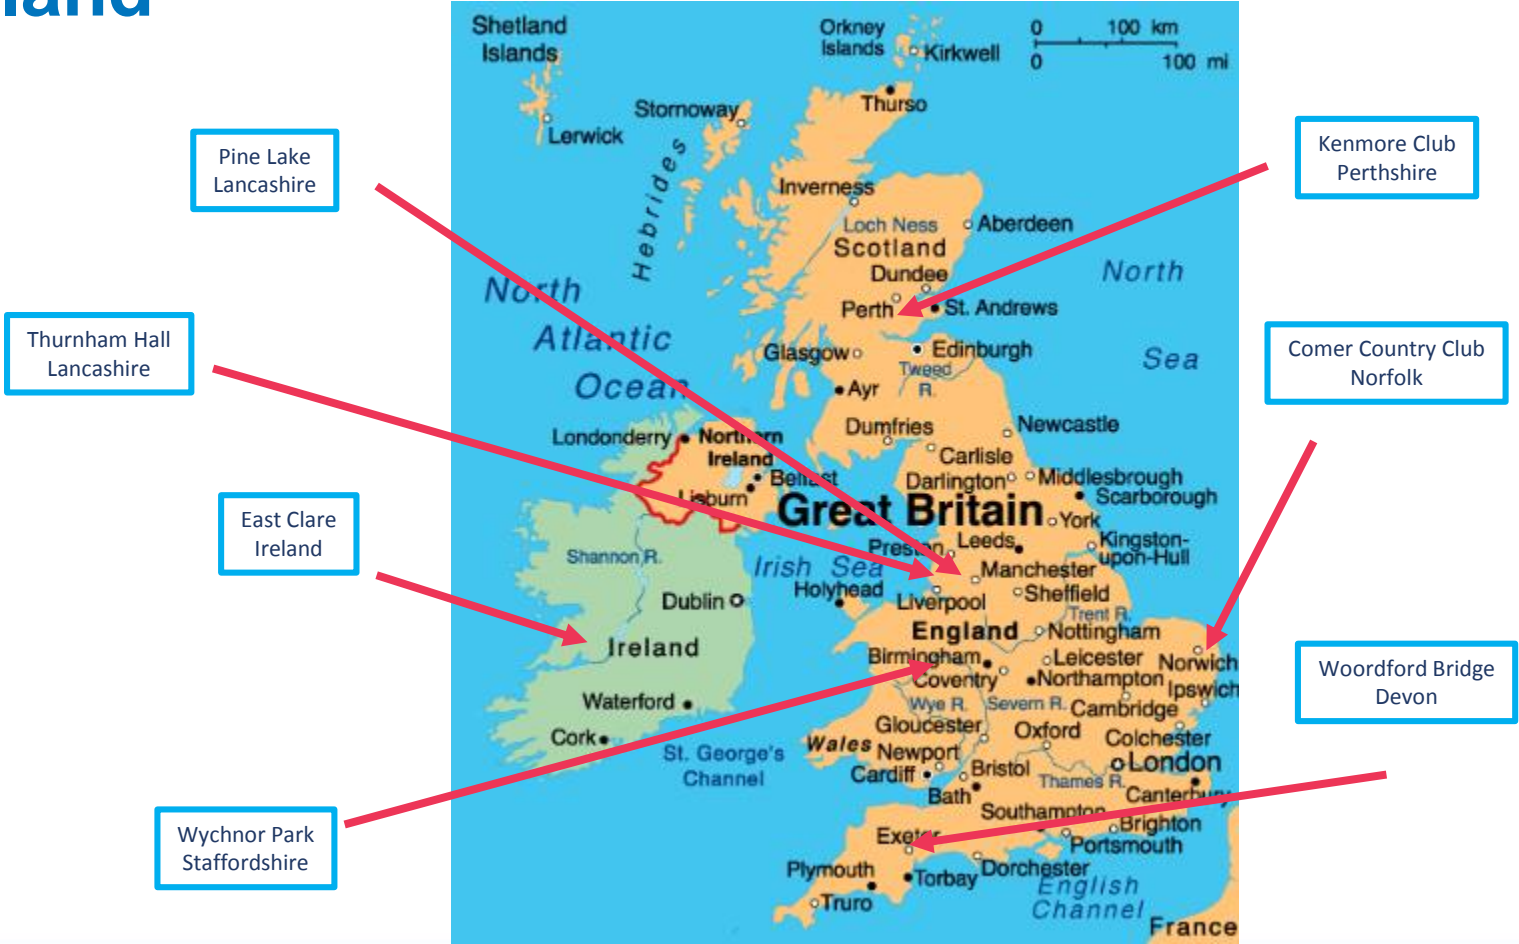 land
Shetland
Islands
Orkney
Islands
Kirkwell
0 100 km
0 100 mi
Thurso
Stornoway
Lerwick
Hebrides
Pine Lake
Lancashire
Kenmore Club
Perthshire
Inverness
Loch Ness
Aberdeen
Scotland
Dundee
North
Sea
North
Atlantic
Ocean
Perth
St. Andrews
Thurnham Hall
Lancashire
Comer Country Club
Norfolk
Glasgow
Edinburgh
Tweed
R.
Ayr
Dumfries
Newcastle
Londonderry
Northern
Ireland
Carlisle
Belfast
Darlington
Middlesbrough
Lisburn
Scarborough
Great Britain
York
East Clare
Ireland
Shannon R.
Irish Sea
Preston
Leeds
Kingston-
upon-Hull
Manchester
Holyhead
Dublin
Liverpool
Sheffield
Trent R.
England
Nottingham
Ireland
Birmingham
Leicester
Norwich
Coventry
Northampton
Ipswich
Woordford Bridge
Devon
Waterford
Wye R.
Severn R.
Cambridge
Gloucester
Oxford
Colchester
Cork
St. George's
Channel
Wales
Newport
London
Cardiff
Bristol
Thames R.
Bath
Canterbury
Wychnor Park
Staffordshire
Southampton
Brighton
Exeter
Portsmouth
Plymouth
Torbay
Dorchester
English
Channel
Truro
France